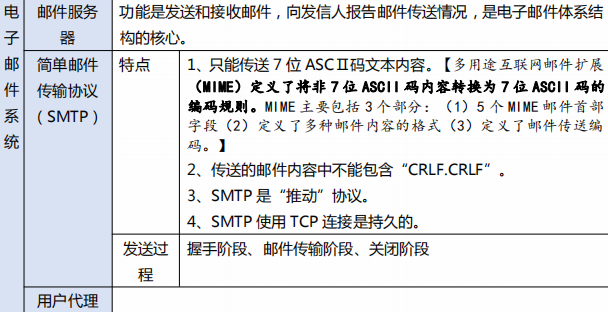 电子邮件系统
邮件服务器
功能是发送和接收邮件，向发信人报告邮件传送情况，是电子邮件体系结
构的核心。
简单邮件
传输协议
（SMTP）
特点
1、只能传送 7 位 ASCⅡ码文本内容。【多用途互联网邮件扩展
（MIME）定义了将非 7 位 ASCII 码内容转换为 7 位 ASCII 码的
编码规则。MIME 主要包括 3 个部分：（1）5 个 MIME 邮件首部
字段（2）定义了多种邮件内容的格式（3）定义了邮件传送编
码。】
2、传送的邮件内容中不能包含“CRLF.CRLF”。
3、SMTP 是“推动”协议。
4、SMTP 使用 TCP 连接是持久的。
发送过
程
握手阶段、邮件传输阶段、关闭阶段
用户代理